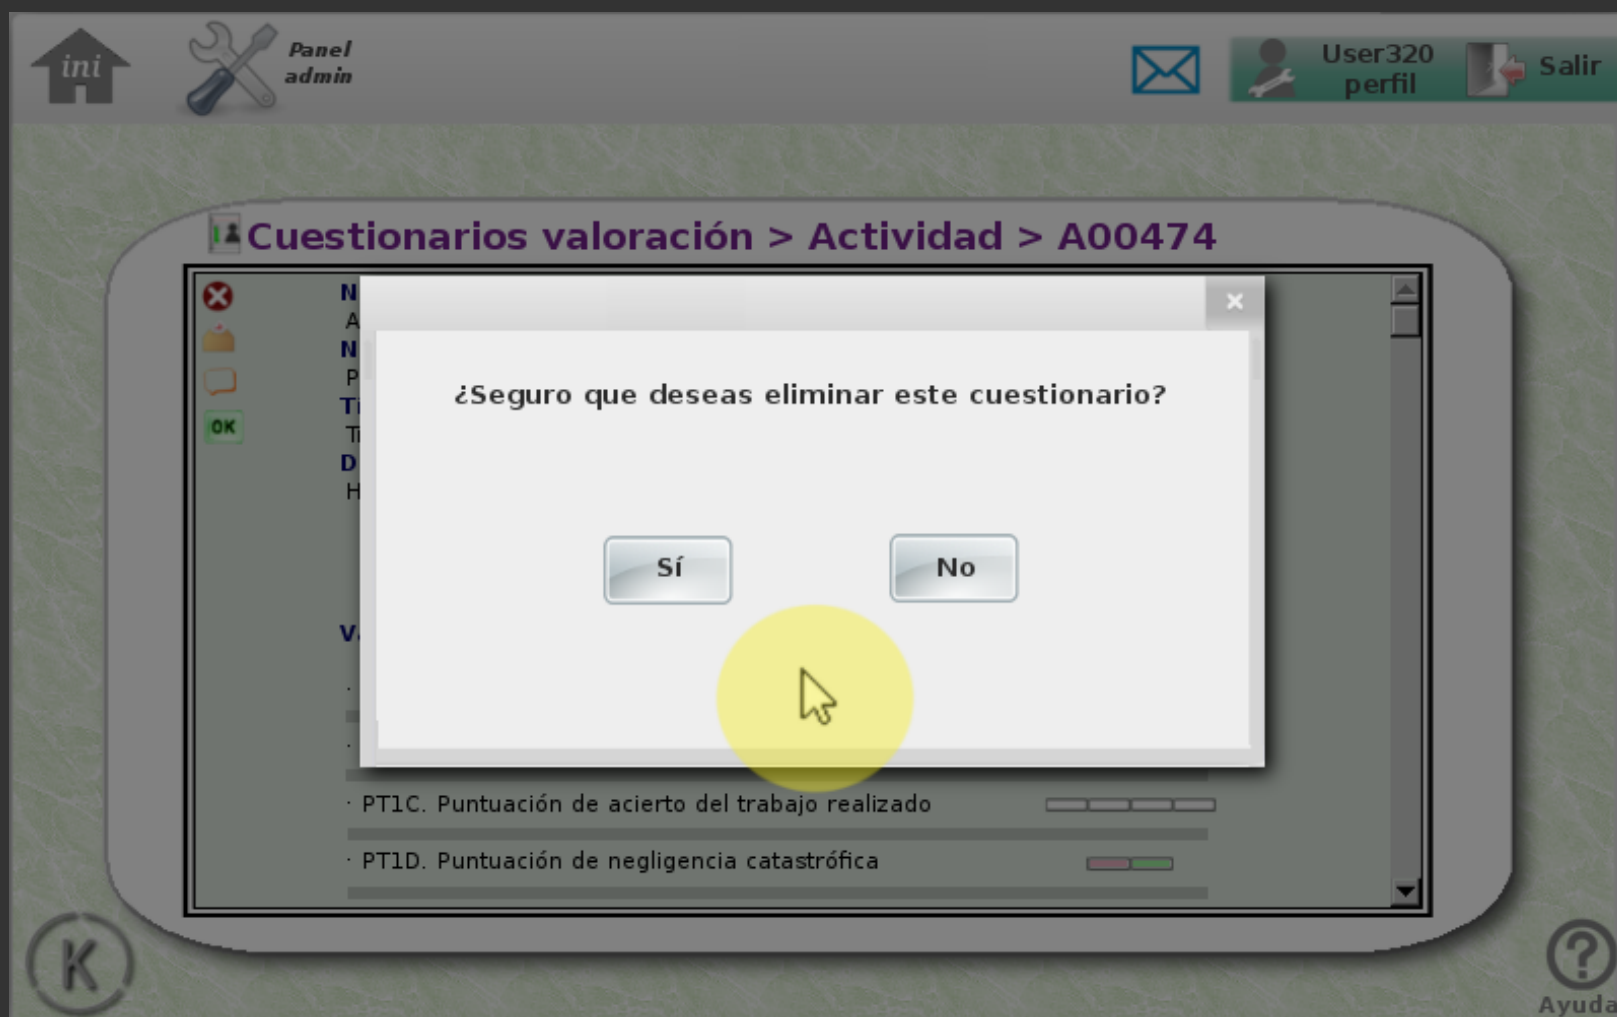 ini
Panel
admin
User320
perfil
Salir
Cuestionarios valoración > Actividad > A00474
¿Seguro que deseas eliminar este cuestionario?
OK
Sí
No
· PT1C. Puntuación de acierto del trabajo realizado
· PT1D. Puntuación de negligencia catastrófica
K
Ayuda